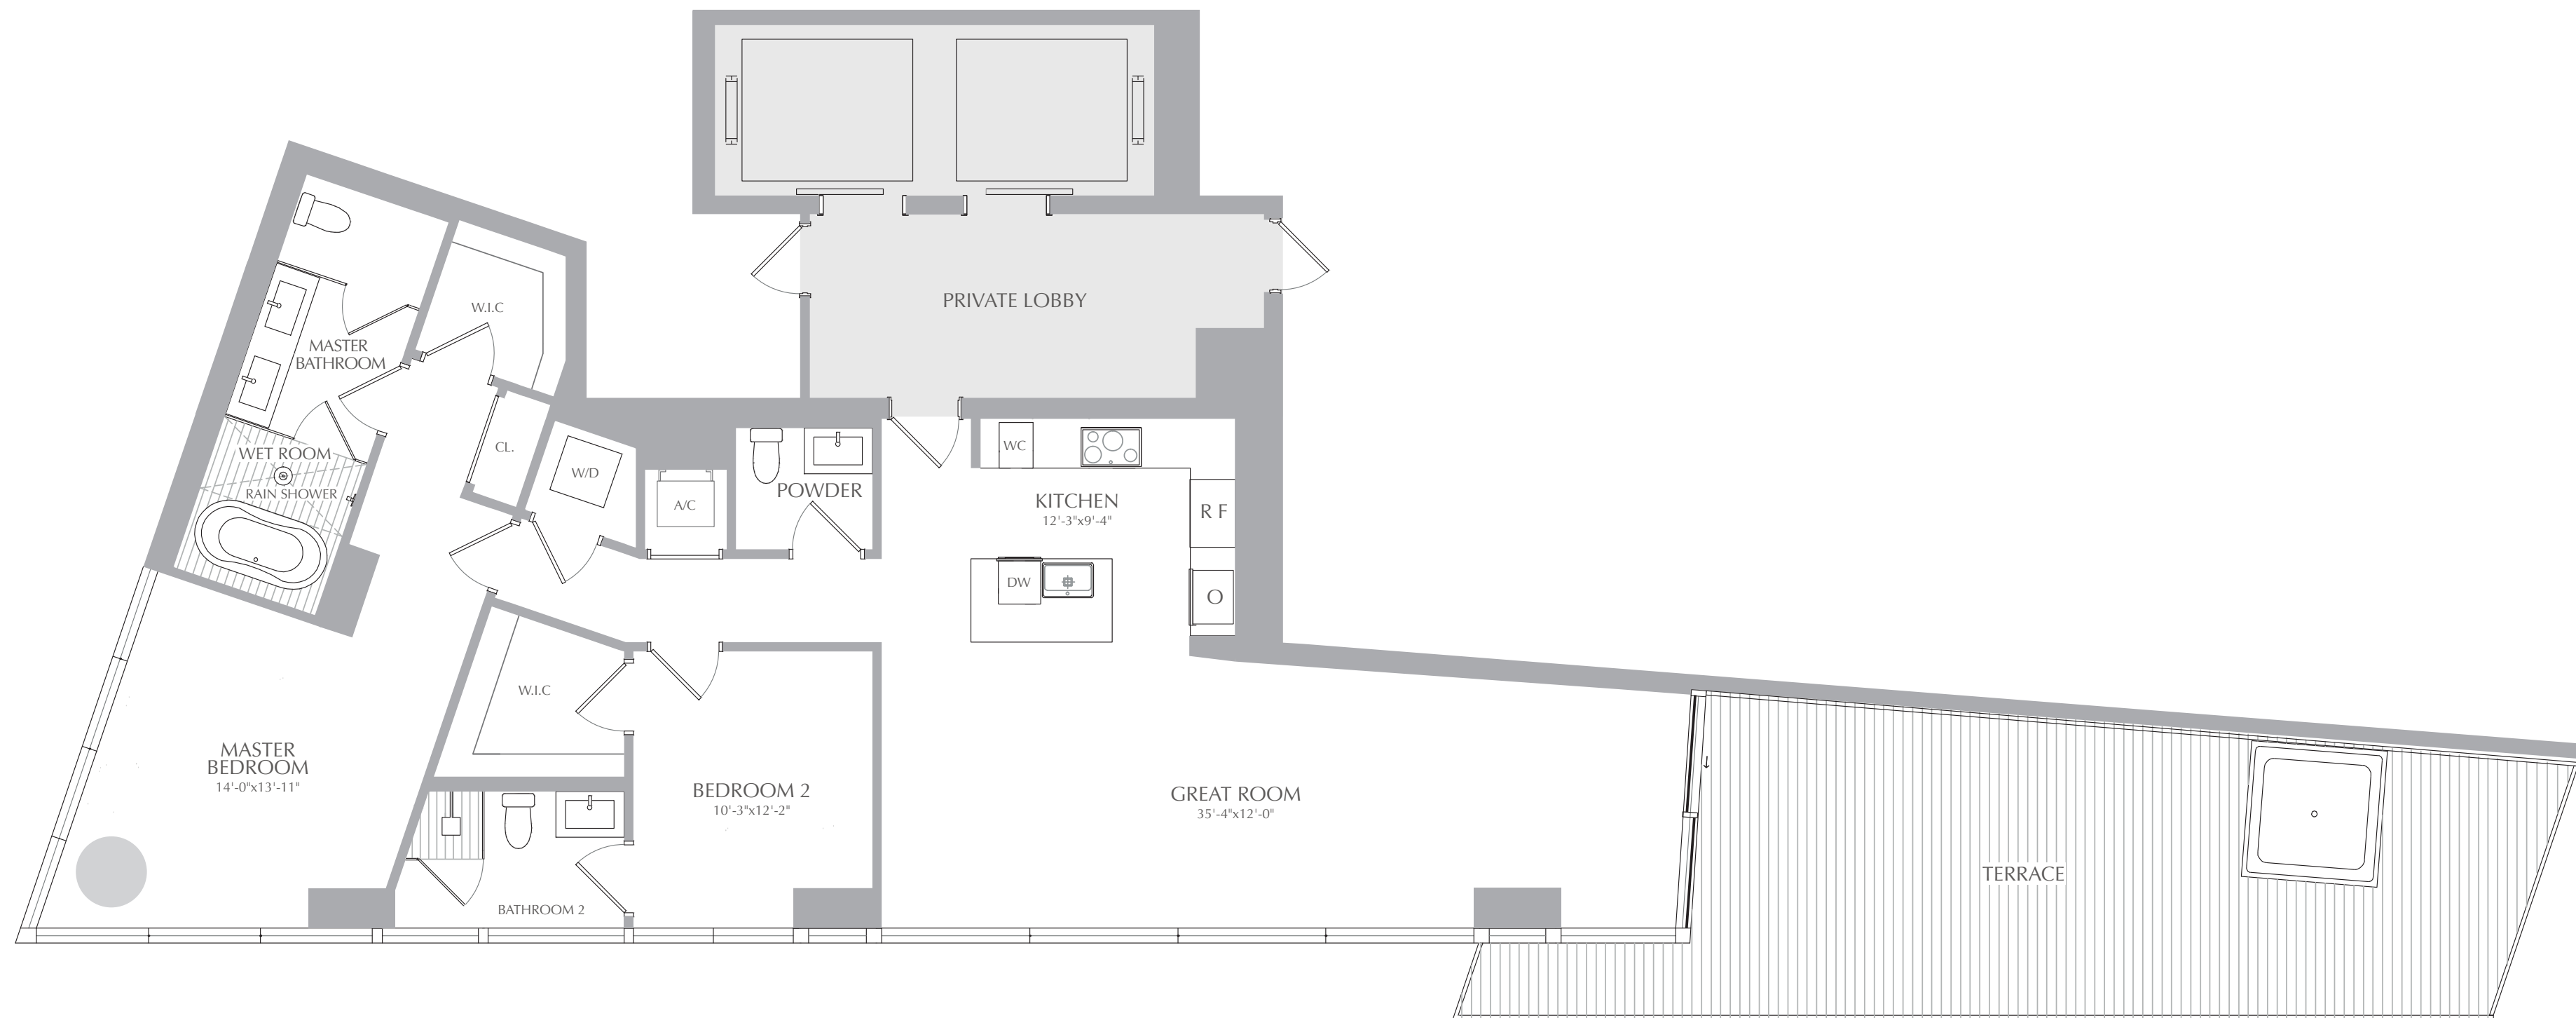 PRIVATE LOBBY
W.I.C
MASTER
BATHROOM
WET ROOM
RAIN SHOWER
CL.
W/D
A/C
POWDER
WC
KITCHEN
12'-3"x9'-4"
R F
DW
O
W.I.C
MASTER
BEDROOM
14'-0"x13'-11"
BEDROOM 2
10'-3"x12'-2"
BATHROOM 2
GREAT ROOM
35'-4"x12'-0"
TERRACE